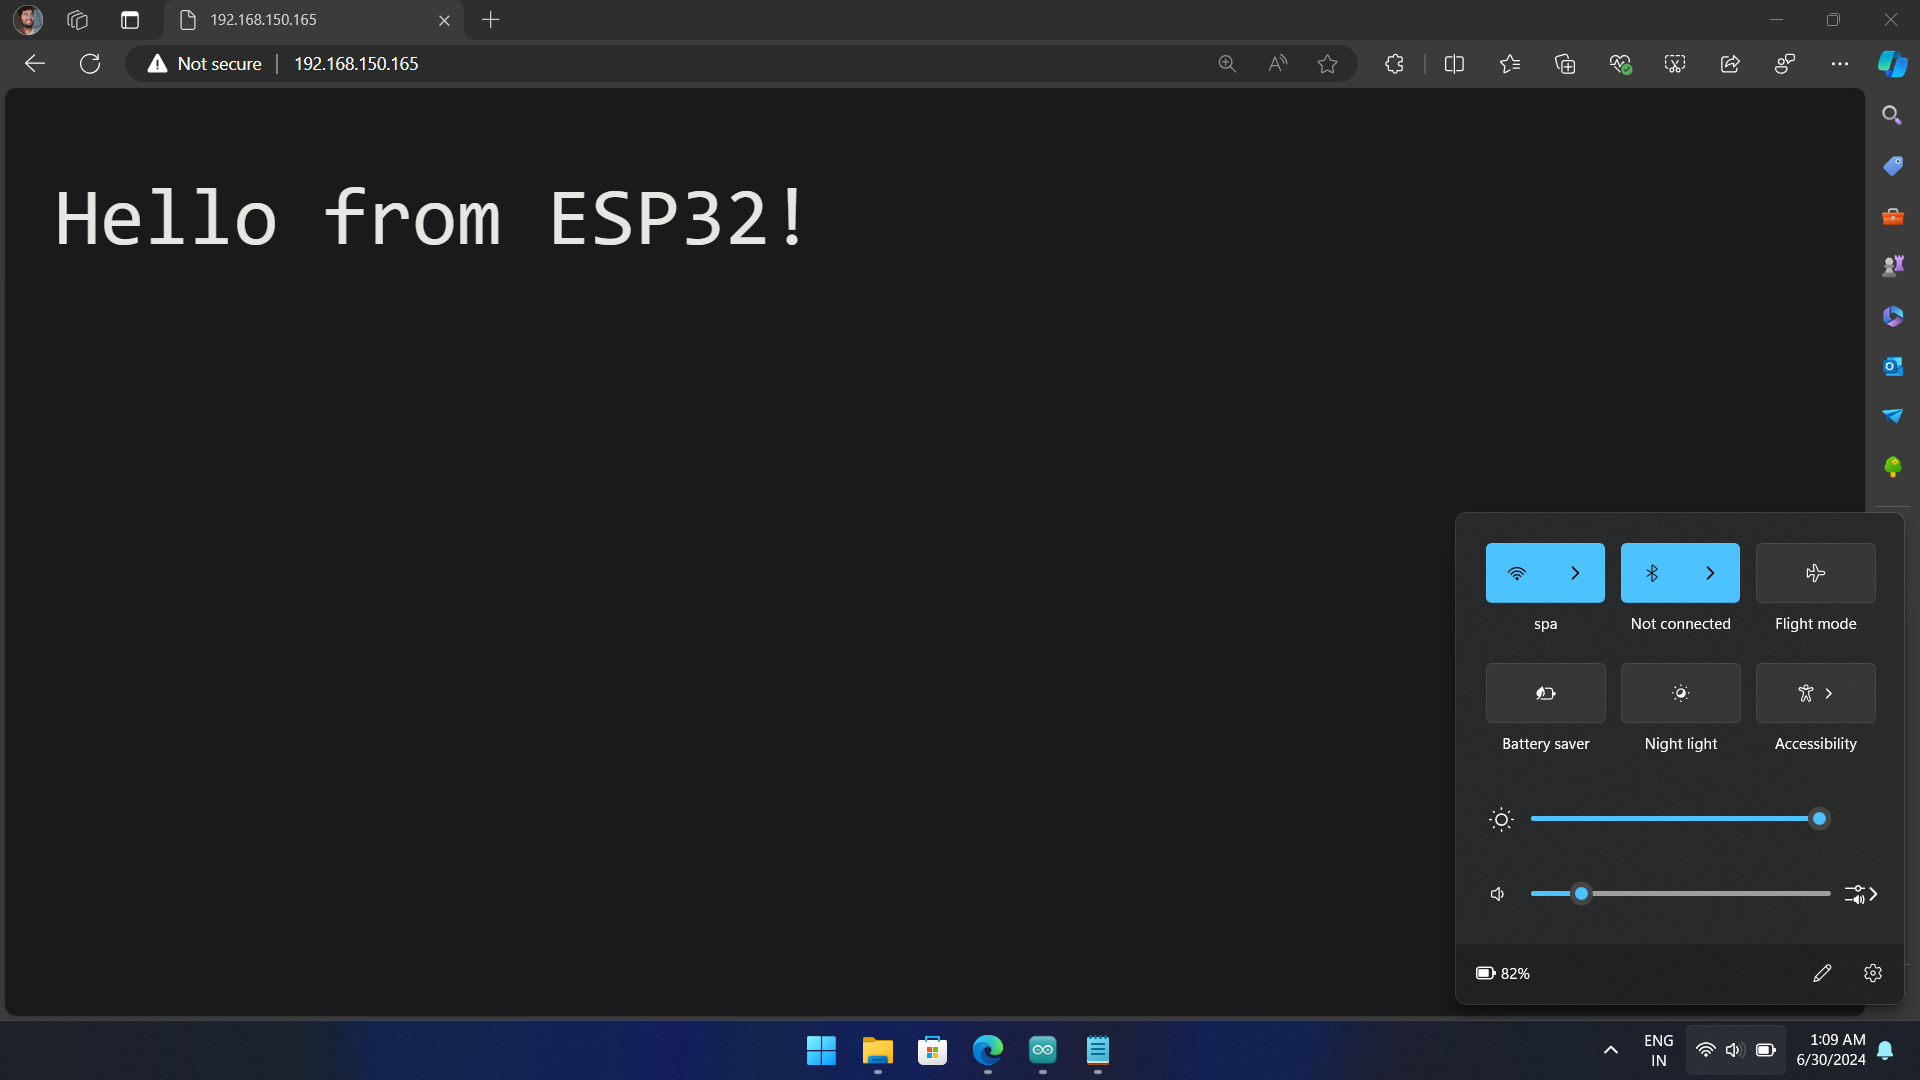 192.168.150.165
Not secure
192.168.150.165
Hello from ESP32!
spa
Not connected
Flight mode
Battery saver
Night light
Accessibility
82%
ENG
IN
1:09 AM
6/30/2024